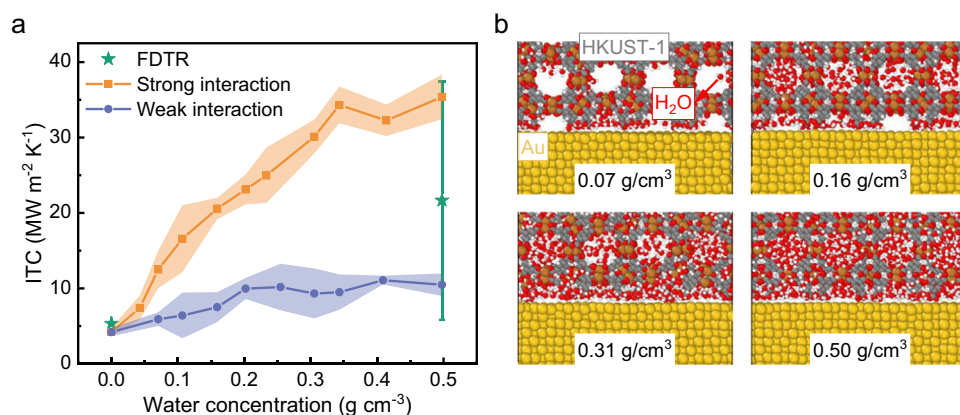 a
ITC (MW m⁻² K⁻¹)
40
30
20
10
0
FDTR
Strong interaction
Weak interaction
0.0 0.1 0.2 0.3 0.4 0.5
Water concentration (g cm⁻³)
b
HKUST-1
H₂O
Au
0.07 g/cm³
0.16 g/cm³
0.31 g/cm³
0.50 g/cm³